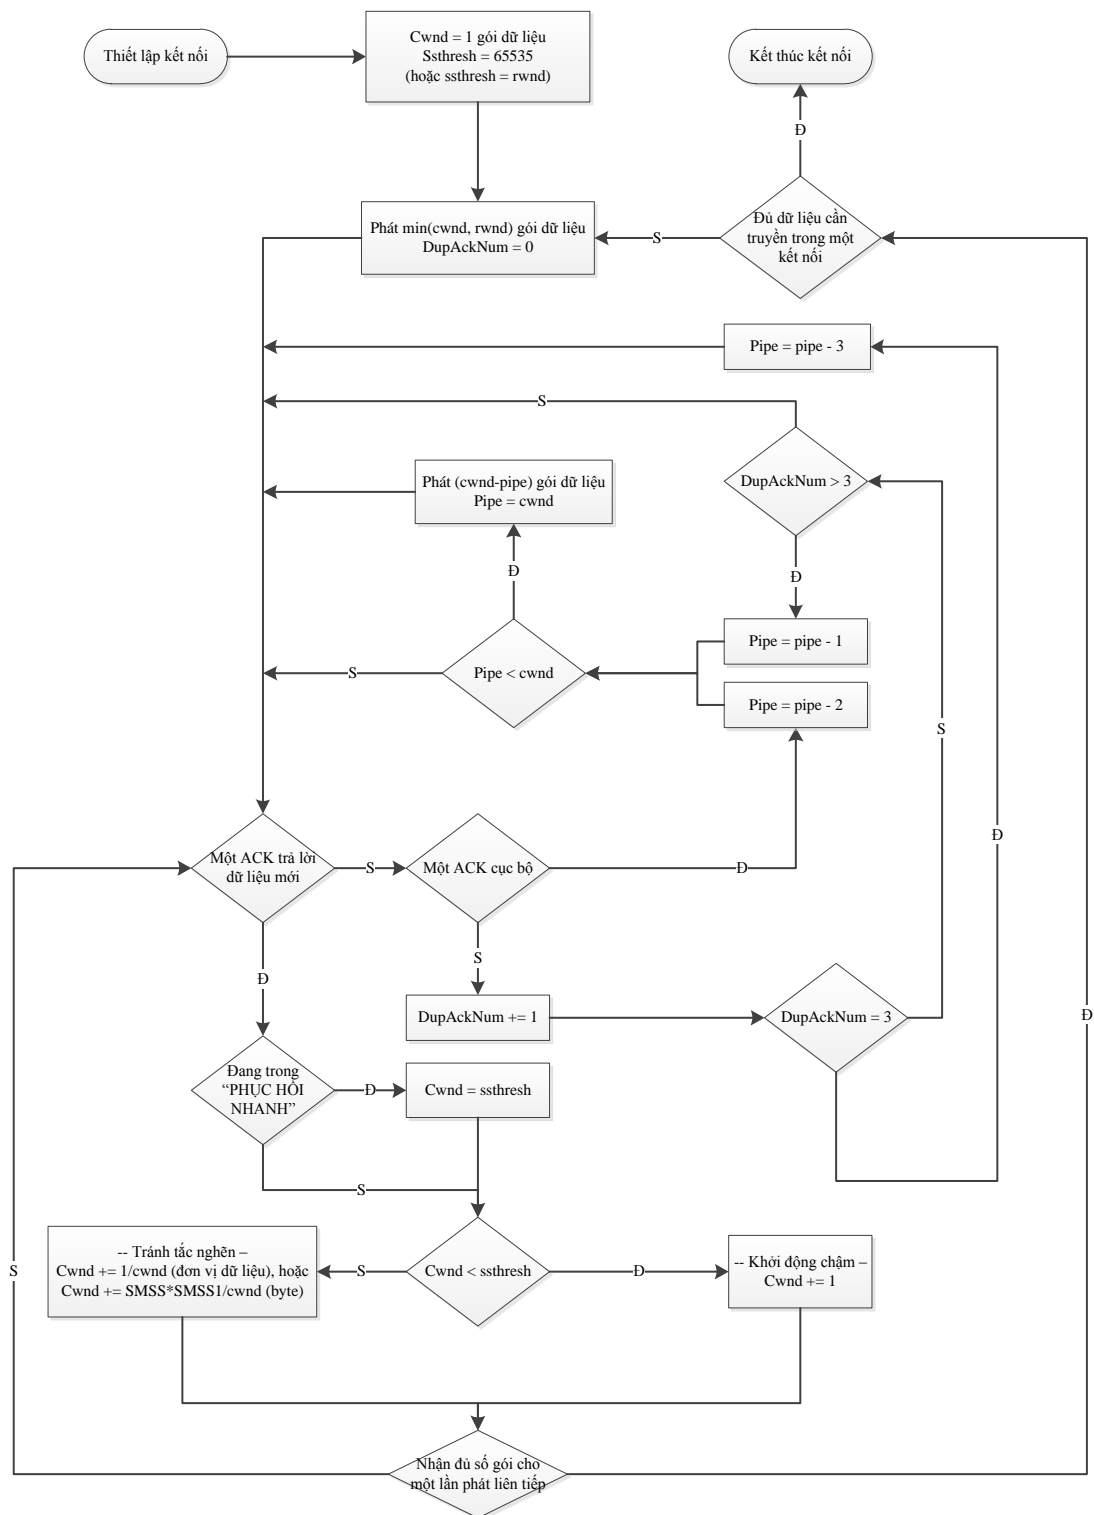 Thiết lập kết nối
Cwnd = 1 gói dữ liệu
Ssthresh = 65535
(hoặc ssthresh = rwnd)
Kết thúc kết nối
Đ
Phát min(cwnd, rwnd) gói dữ liệu
DupAckNum = 0
S
Đủ dữ liệu cần
truyền trong một
kết nối
Pipe = pipe - 3
S
Phát (cwnd-pipe) gói dữ liệu
Pipe = cwnd
DupAckNum > 3
Đ
Đ
Pipe = pipe - 1
S
Pipe < cwnd
Pipe = pipe - 2
S
Đ
Một ACK trả lời
dữ liệu mới
S
Một ACK cục bộ
Đ
S
Đ
DupAckNum += 1
DupAckNum = 3
Đ
Đang trong
“PHỤC HỒI
NHANH”
Đ
Cwnd = ssthresh
S
-- Tránh tắc nghẽn –
Cwnd += 1/cwnd (đơn vị dữ liệu), hoặc
Cwnd += SMSS*SMSS1/cwnd (byte)
S
S
Cwnd < ssthresh
Đ
-- Khởi động chậm –
Cwnd += 1
Nhận đủ số gói cho
một lần phát liên tiếp